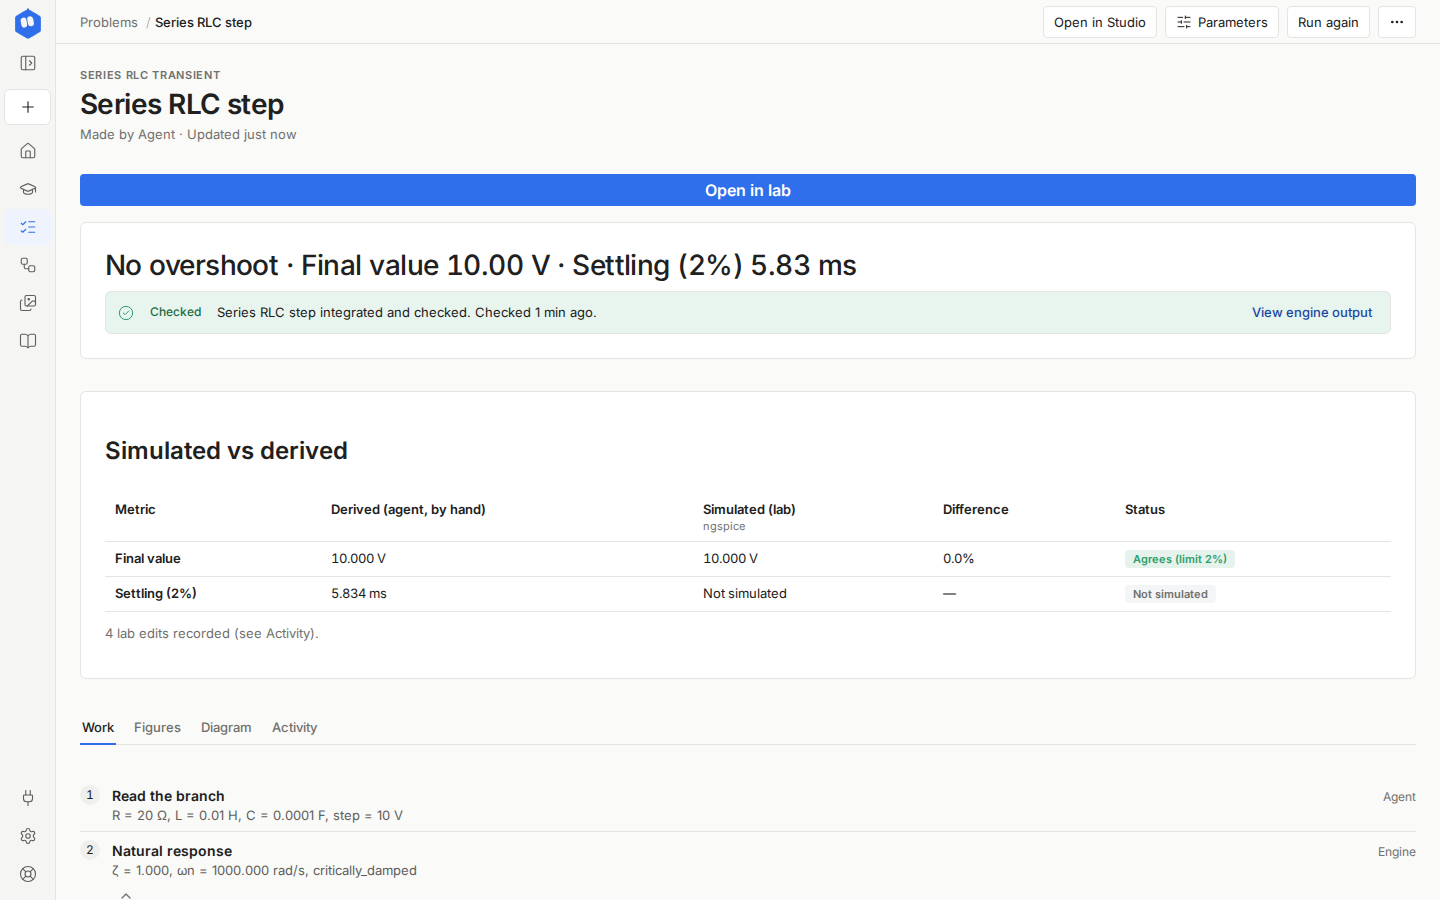 Problems / Series RLC step
Open in Studio
Parameters
Run again
SERIES RLC TRANSIENT
Series RLC step
Made by Agent · Updated just now
Open in lab
No overshoot · Final value 10.00 V · Settling (2%) 5.83 ms
Checked Series RLC step integrated and checked. Checked 1 min ago. View engine output
Simulated vs derived
Metric Derived (agent, by hand) Simulated (lab) Difference Status
ngspice
Final value 10.000 V 10.000 V 0.0% Agrees (limit 2%)
Settling (2%) 5.834 ms Not simulated — Not simulated
4 lab edits recorded (see Activity).
Work Figures Diagram Activity
1 Read the branch Agent
R = 20 Ω, L = 0.01 H, C = 0.0001 F, step = 10 V
2 Natural response Engine
ζ = 1.000, ωn = 1000.000 rad/s, critically_damped